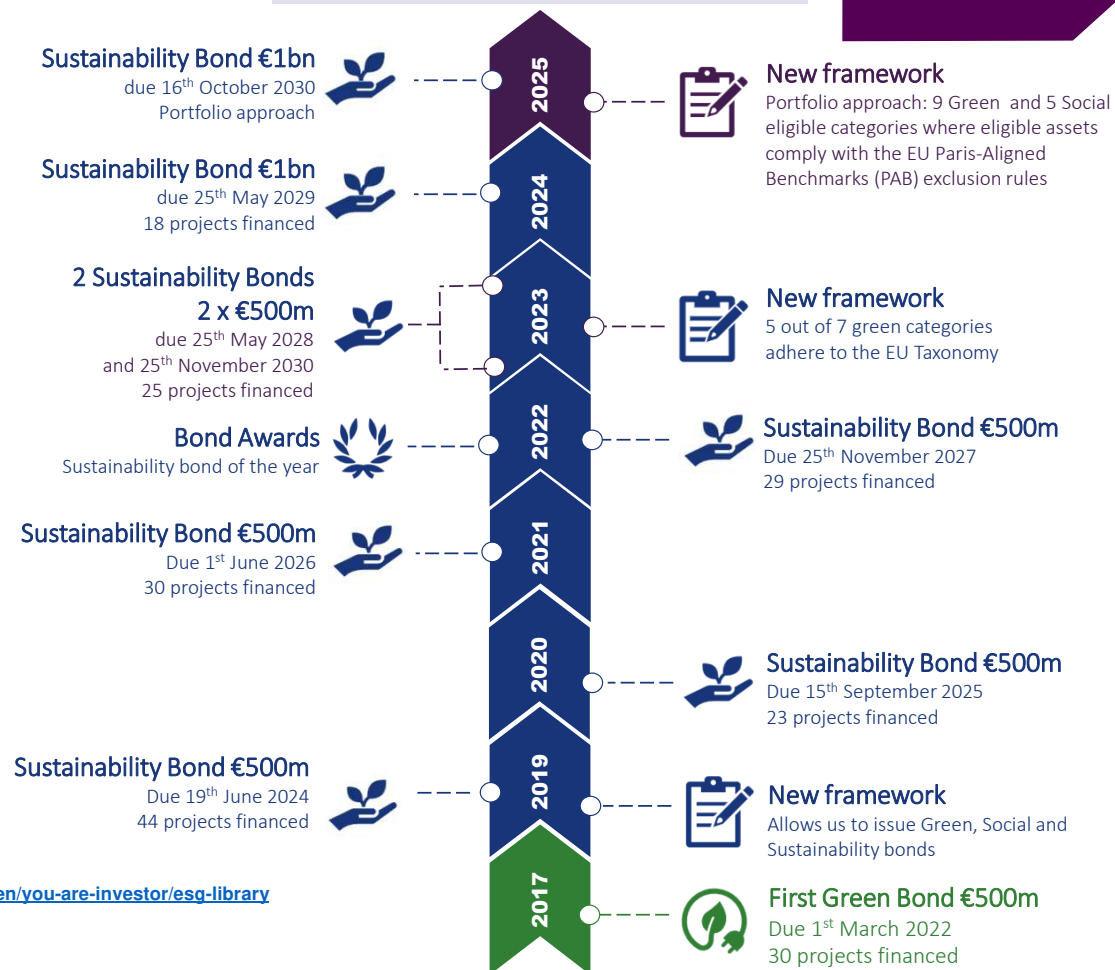 Sustainability Bond €1bn
due 16th October 2030
Portfolio approach
2025
New framework
Portfolio approach: 9 Green and 5 Social
eligible categories where eligible assets
comply with the EU Paris-Aligned
Benchmarks (PAB) exclusion rules
Sustainability Bond €1bn
due 25th May 2029
18 projects financed
2024
2 Sustainability Bonds
2 x €500m
due 25th May 2028
and 25th November 2030
25 projects financed
2023
New framework
5 out of 7 green categories
adhere to the EU Taxonomy
Bond Awards
Sustainability bond of the year
2022
Sustainability Bond €500m
Due 25th November 2027
29 projects financed
Sustainability Bond €500m
Due 1st June 2026
30 projects financed
2021
2020
Sustainability Bond €500m
Due 15th September 2025
23 projects financed
Sustainability Bond €500m
Due 19th June 2024
44 projects financed
2019
New framework
Allows us to issue Green, Social and
Sustainability bonds
en/you-are-investor/esg-library
2017
First Green Bond €500m
Due 1st March 2022
30 projects financed